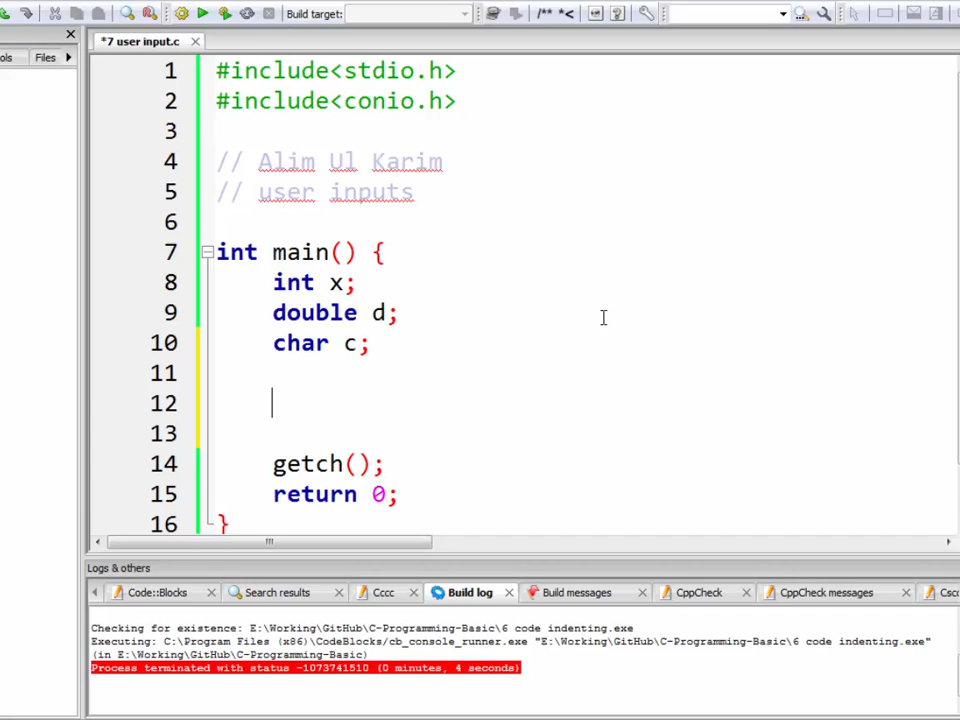 Build target:
/** *<
ols Files
*7 user input.c
1 #include<stdio.h>
2 #include<conio.h>
3
4 // Alim Ul Karim
5 // user inputs
6
7 int main() {
8 int x;
9 double d;
10 char c;
11
12
13
14 getch();
15 return 0;
16 }
Logs & others
Code::Blocks Search results Cccc Build log Build messages CppCheck CppCheck messages Csco
Checking for existence: E:\Working\GitHub\C-Programming-Basic\6 code indenting.exe
Executing: C:\Program Files (x86)\CodeBlocks/cb_console_runner.exe "E:\Working\GitHub\C-Programming-Basic\6 code indenting.exe"
(in E:\Working\GitHub\C-Programming-Basic)
Process terminated with status -1073741510 (0 minutes, 4 seconds)